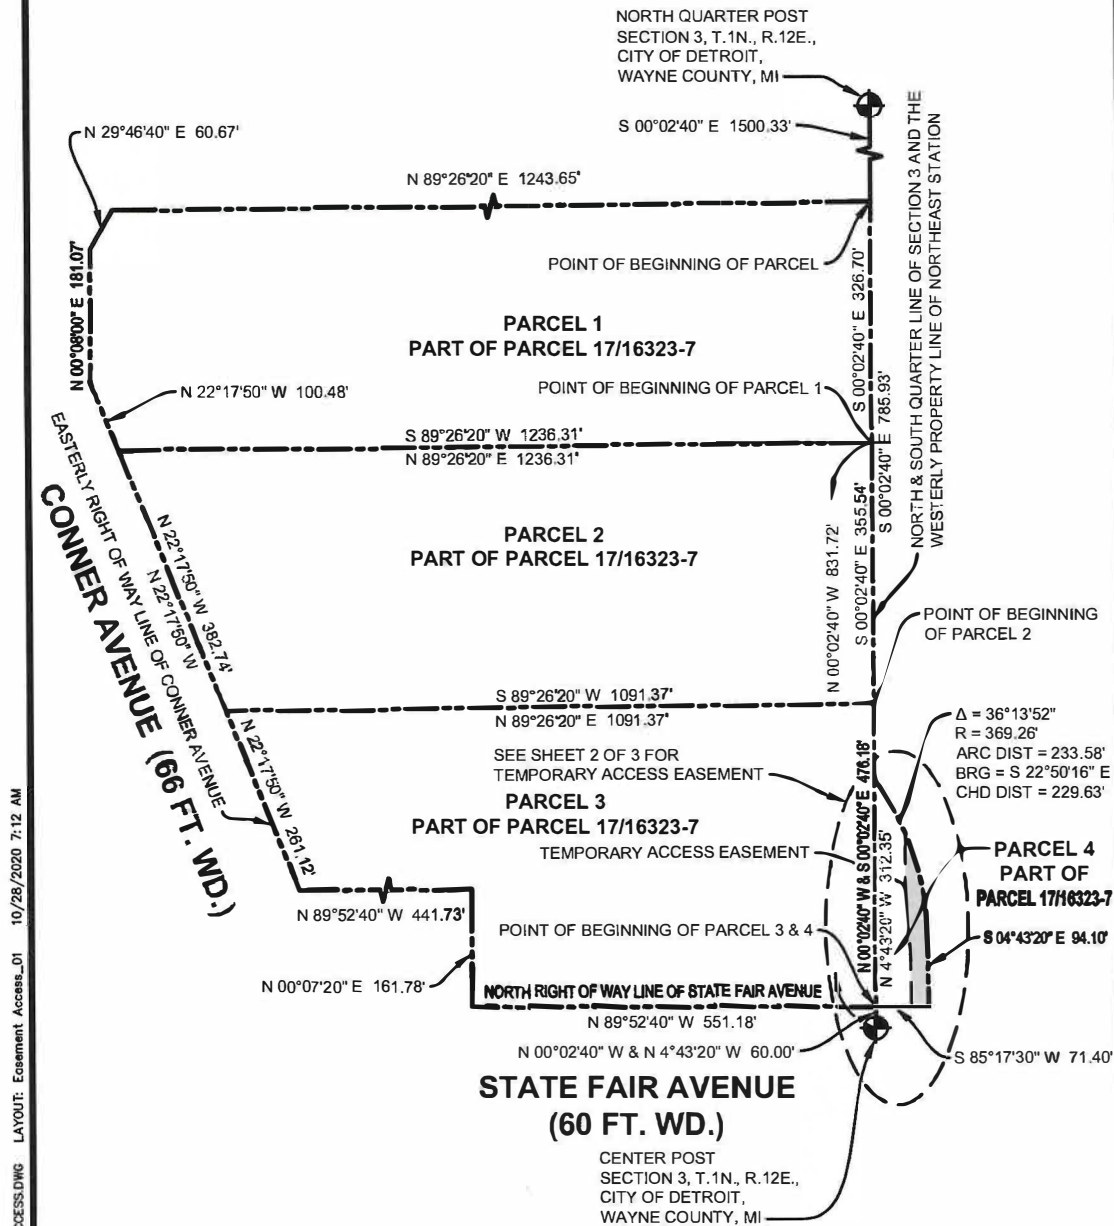 NORTH QUARTER POST
SECTION 3, T.1N., R.12E.,
CITY OF DETROIT,
WAYNE COUNTY, MI
S 00°02'40" E 1500.33'
N 29°46'40" E 60.67'
N 89°26'20" E 1243.65'
NORTH & SOUTH QUARTER LINE OF SECTION 3 AND THE
WESTERLY PROPERTY LINE OF NORTHEAST STATION
N 00°08'00" E 181.07'
POINT OF BEGINNING OF PARCEL
S 00°02'40" E 326.70'
PARCEL 1
PART OF PARCEL 17/16323-7
N 22°17'50" W 100.48'
POINT OF BEGINNING OF PARCEL 1
S 00°02'40" E 785.93'
S 89°26'20" W 1236.31'
N 89°26'20" E 1236.31'
EASTERLY RIGHT OF WAY LINE OF CONNER AVENUE
CONNER AVENUE (66 FT. WD.)
N 22°17'50" W 382.74'
N 22°17'50" W
PARCEL 2
PART OF PARCEL 17/16323-7
N 00°02'40" W 831.72'
S 00°02'40" E 355.54'
POINT OF BEGINNING
OF PARCEL 2
S 89°26'20" W 1091.37'
N 89°26'20" E 1091.37'
N 22°17'50" W 261.12'
SEE SHEET 2 OF 3 FOR
TEMPORARY ACCESS EASEMENT
Δ = 36°13'52"
R = 369.26'
ARC DIST = 233.58'
BRG = S 22°50'16" E
CHD DIST = 229.63'
PARCEL 3
PART OF PARCEL 17/16323-7
TEMPORARY ACCESS EASEMENT
N 00°02'40" W & S 00°02'40" E 476.18'
N 4°43'20" W 312.35'
PARCEL 4
PART OF
PARCEL 17/16323-7
N 89°52'40" W 441.73'
POINT OF BEGINNING OF PARCEL 3 & 4
S 04°43'20" E 94.10'
N 00°07'20" E 161.78'
NORTH RIGHT OF WAY LINE OF STATE FAIR AVENUE
N 89°52'40" W 551.18'
N 00°02'40" W & N 4°43'20" W 60.00'
S 85°17'30" W 71.40'
STATE FAIR AVENUE
(60 FT. WD.)
CENTER POST
SECTION 3, T.1N., R.12E.,
CITY OF DETROIT,
WAYNE COUNTY, MI
CCESS.DWG LAYOUT: Easement Access_01 10/28/2020 7:12 AM